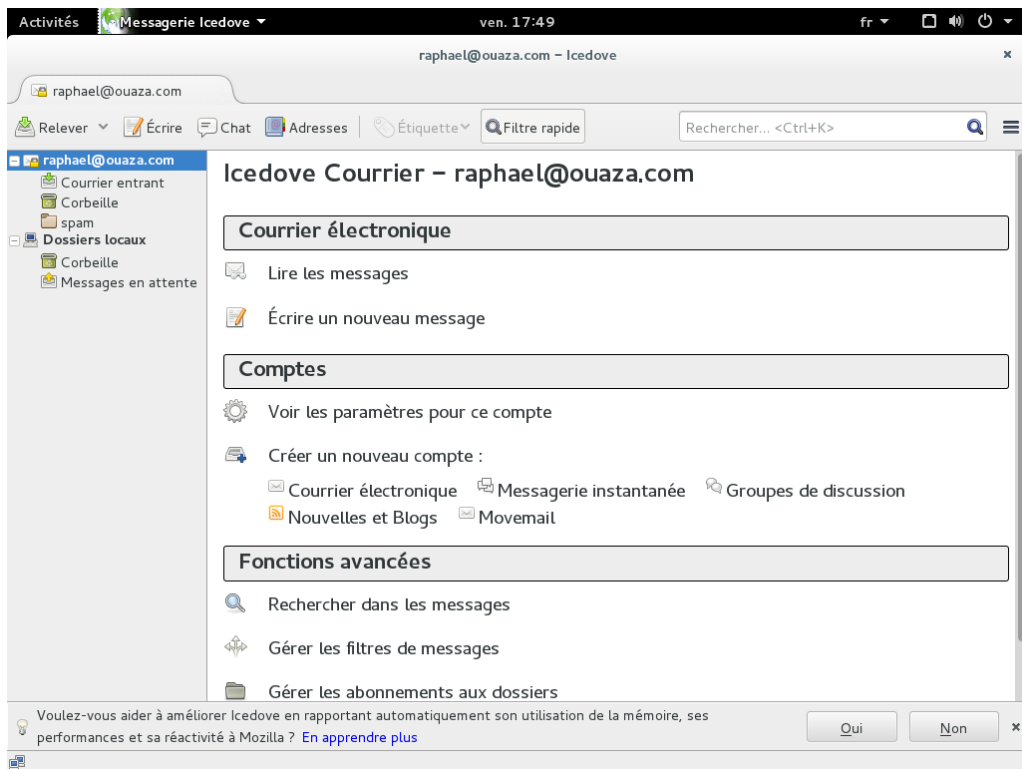 Activités Messagerie Icedove ven. 17:49 fr
raphael@ouaza.com – Icedove
raphael@ouaza.com
Relever Écrire Chat Adresses Étiquette Filtre rapide Rechercher... <Ctrl+K>
raphael@ouaza.com
Courrier entrant
Corbeille
spam
Dossiers locaux
Corbeille
Messages en attente
Icedove Courrier – raphael@ouaza.com
Courrier électronique
Lire les messages
Écrire un nouveau message
Comptes
Voir les paramètres pour ce compte
Créer un nouveau compte :
Courrier électronique Messagerie instantanée Groupes de discussion
Nouvelles et Blogs Movemail
Fonctions avancées
Rechercher dans les messages
Gérer les filtres de messages
Gérer les abonnements aux dossiers
Voulez-vous aider à améliorer Icedove en rapportant automatiquement son utilisation de la mémoire, ses
performances et sa réactivité à Mozilla ? En apprendre plus
Oui Non